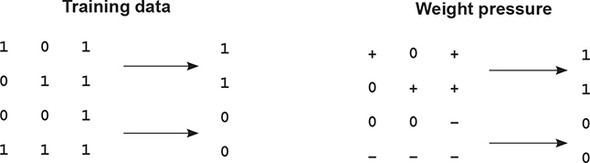 Training data
1 0 1 1
0 1 1 1
0 0 1 0
1 1 1 0
Weight pressure
+ 0 + 1
0 + + 1
0 0 − 0
− − − 0